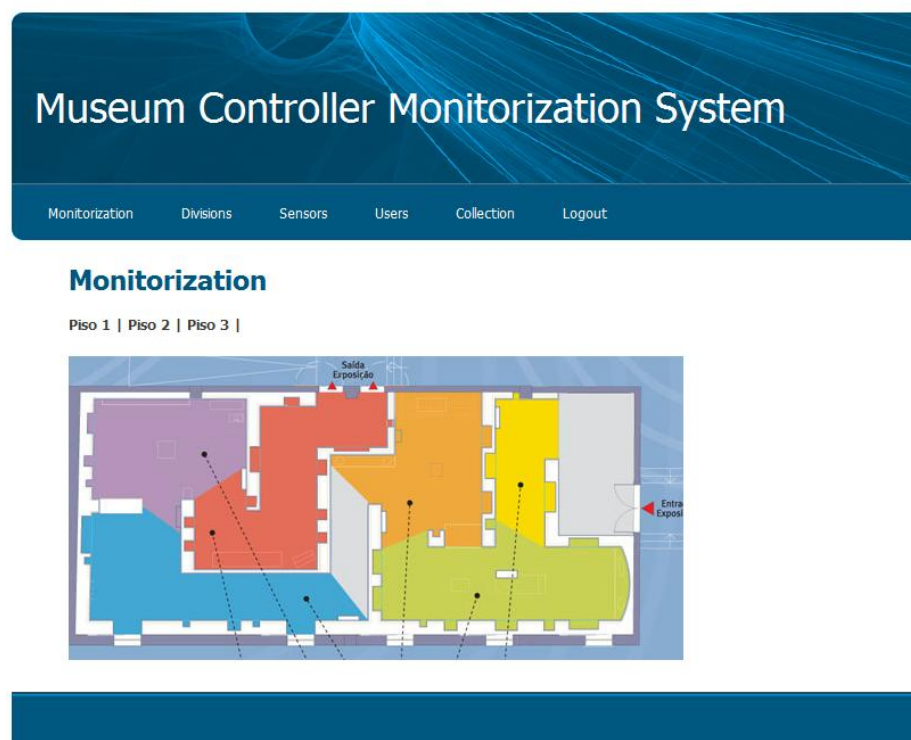 Museum Controller Monitorization System
Monitorization Divisions Sensors Users Collection Logout
Monitorization
Piso 1 | Piso 2 | Piso 3 |
Saída
Exposição